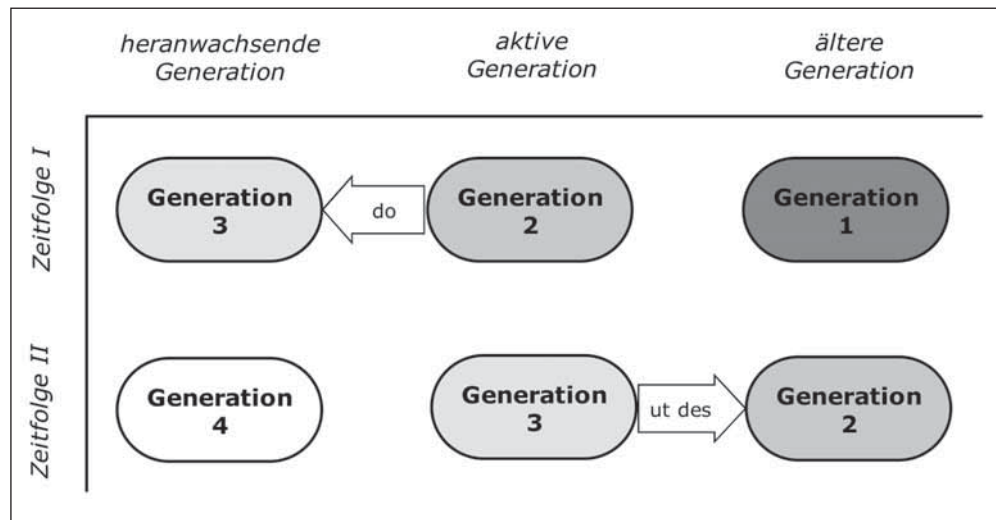 heranwachsende
Generation
aktive
Generation
ältere
Generation
Zeitfolge I
Generation
3
do
Generation
2
Generation
1
Zeitfolge II
Generation
4
Generation
3
ut des
Generation
2